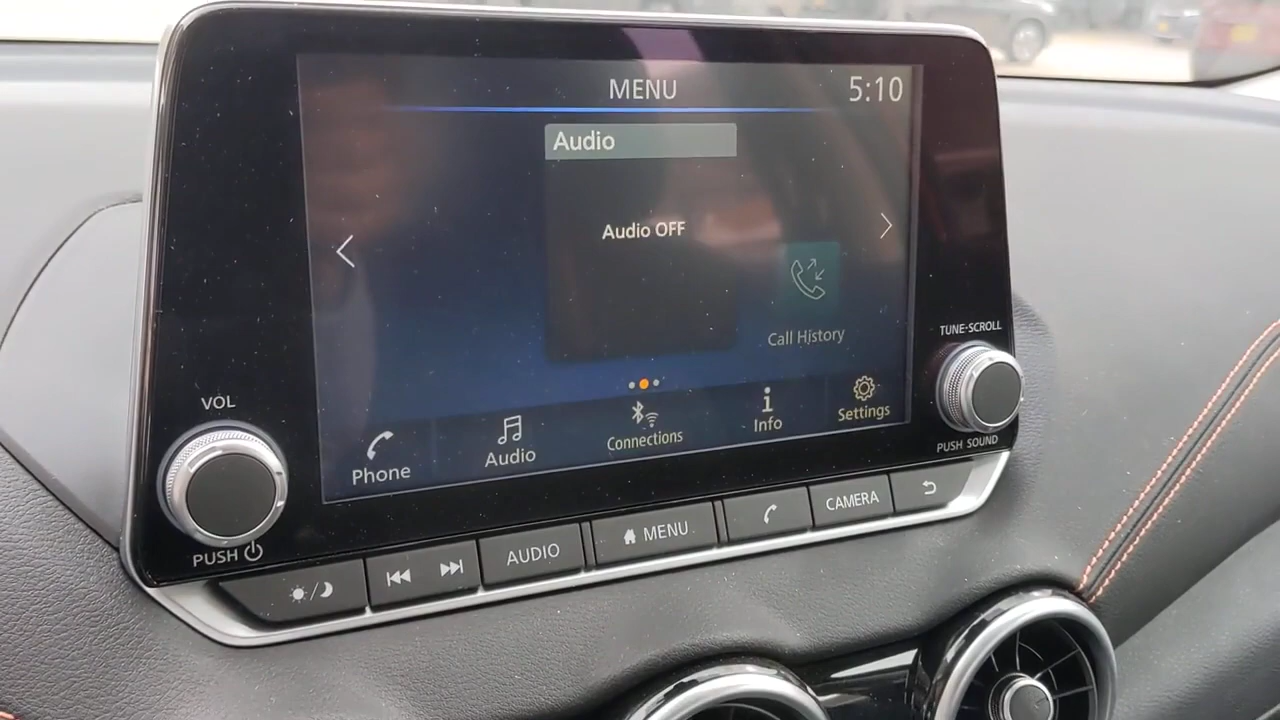 MENU
5:10
Audio
Audio OFF
Call History
TUNE·SCROLL
VOL
Phone
Audio
Connections
Info
Settings
PUSH SOUND
PUSH
AUDIO
MENU
CAMERA